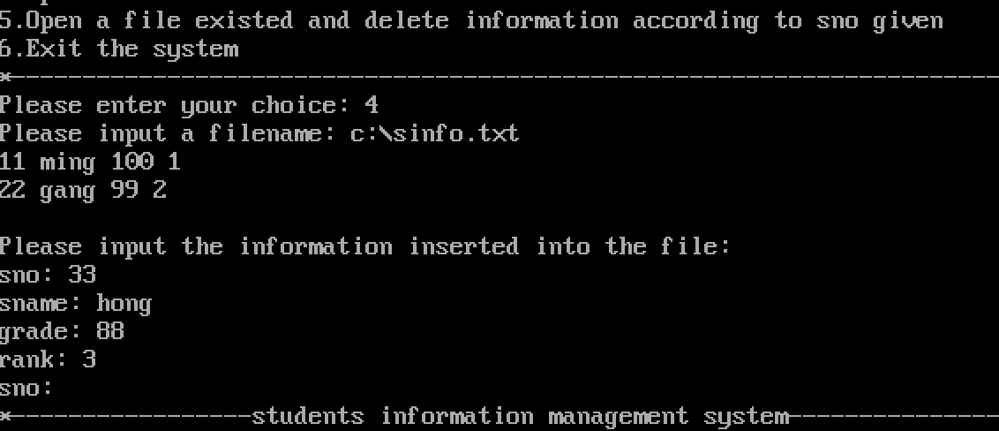 5.Open a file existed and delete information according to sno given
6.Exit the system
*-----------------------------------------------------------------------
Please enter your choice: 4
Please input a filename: c:\sinfo.txt
11 ming 100 1
22 gang 99 2
Please input the information inserted into the file:
sno: 33
sname: hong
grade: 88
rank: 3
sno:
*-----------------students information management system---------------